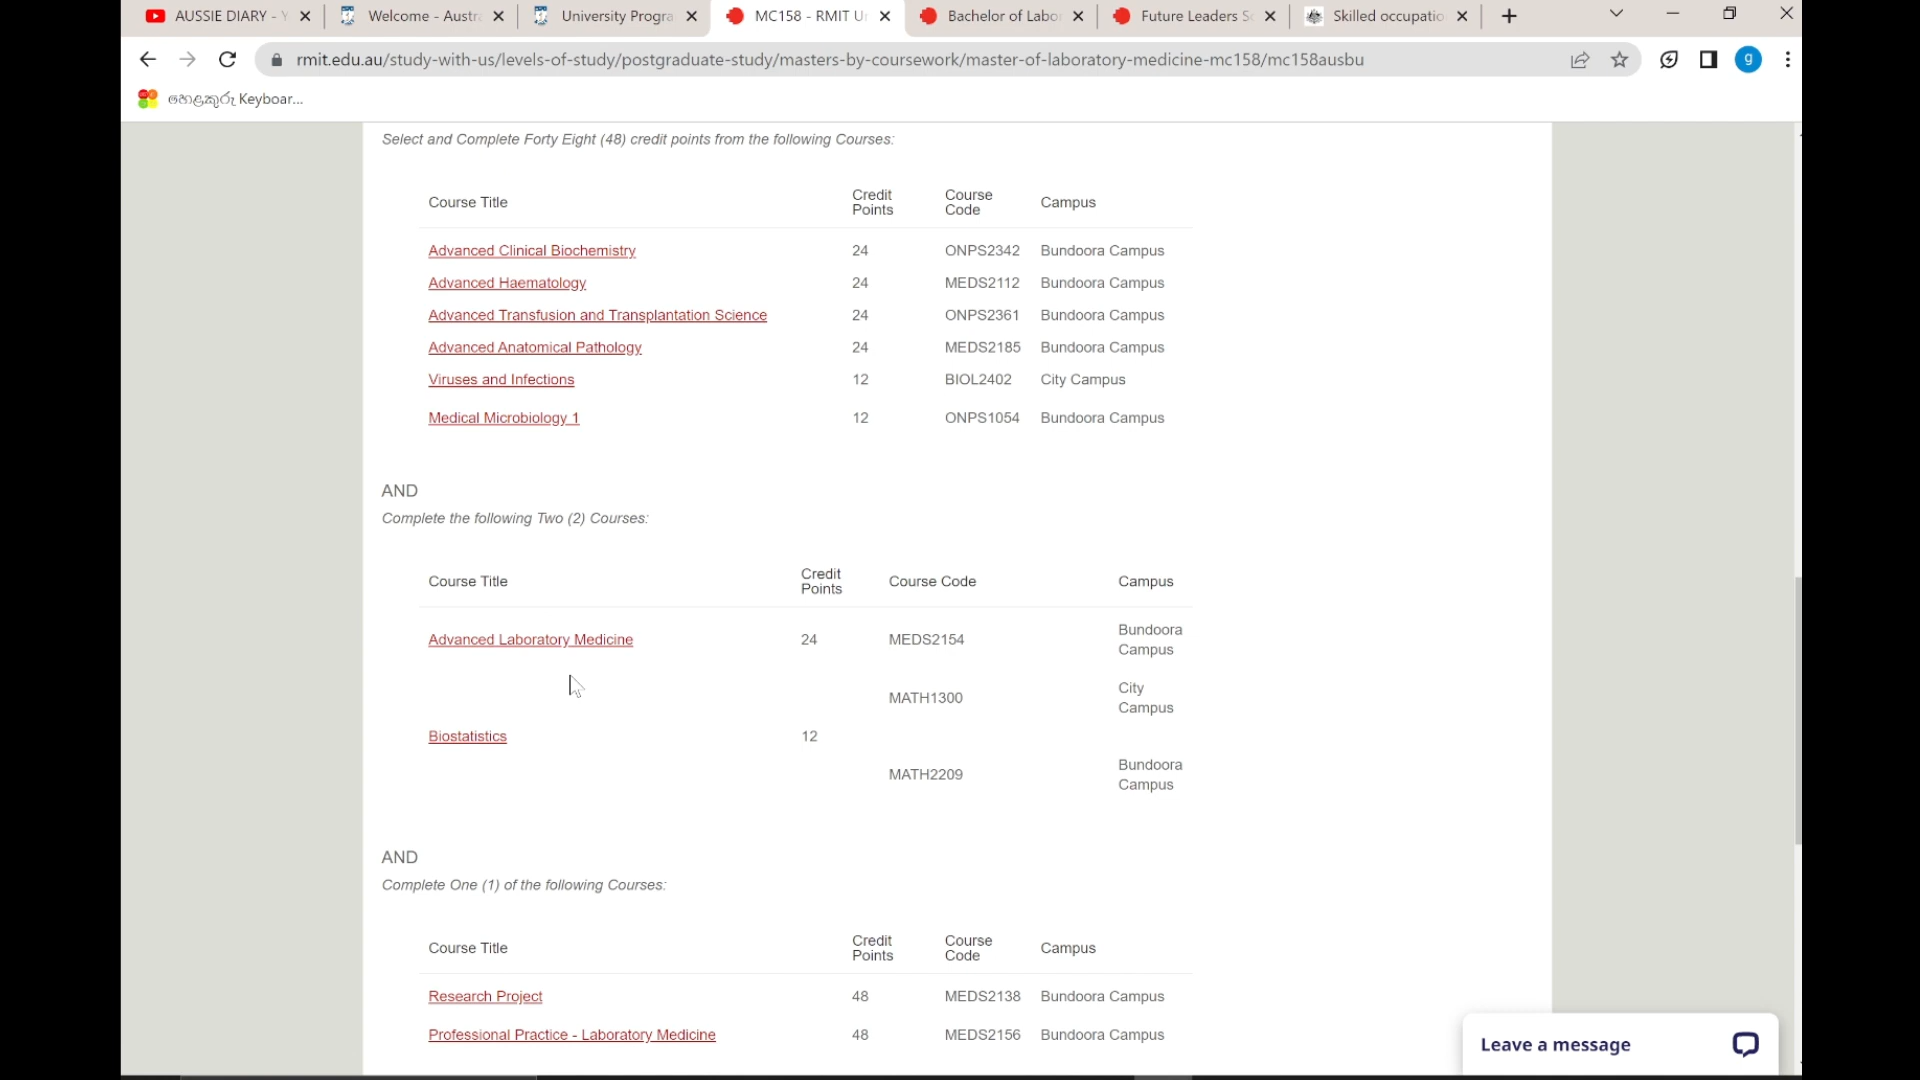 AUSSIE DIARY - Y
Welcome - Austra
University Progra
MC158 - RMIT U
Bachelor of Labo
Future Leaders Sc
Skilled occupatio
rmit.edu.au/study-with-us/levels-of-study/postgraduate-study/masters-by-coursework/master-of-laboratory-medicine-mc158/mc158ausbu
g
හෙළකුරු Keyboar...
Select and Complete Forty Eight (48) credit points from the following Courses:
Course Title Credit Points Course Code Campus
Advanced Clinical Biochemistry 24 ONPS2342 Bundoora Campus
Advanced Haematology 24 MEDS2112 Bundoora Campus
Advanced Transfusion and Transplantation Science 24 ONPS2361 Bundoora Campus
Advanced Anatomical Pathology 24 MEDS2185 Bundoora Campus
Viruses and Infections 12 BIOL2402 City Campus
Medical Microbiology 1 12 ONPS1054 Bundoora Campus
AND
Complete the following Two (2) Courses:
Course Title Credit Points Course Code Campus
Advanced Laboratory Medicine 24 MEDS2154 Bundoora Campus
MATH1300 City Campus
Biostatistics 12
MATH2209 Bundoora Campus
AND
Complete One (1) of the following Courses:
Course Title Credit Points Course Code Campus
Research Project 48 MEDS2138 Bundoora Campus
Professional Practice - Laboratory Medicine 48 MEDS2156 Bundoora Campus
Leave a message